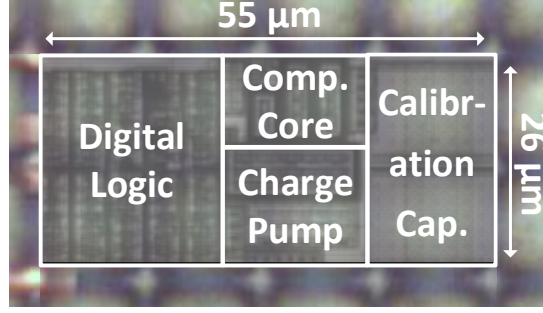 55 μm
Digital
Logic
Comp.
Core
Charge
Pump
Calibr-
ation
Cap.
26 μm